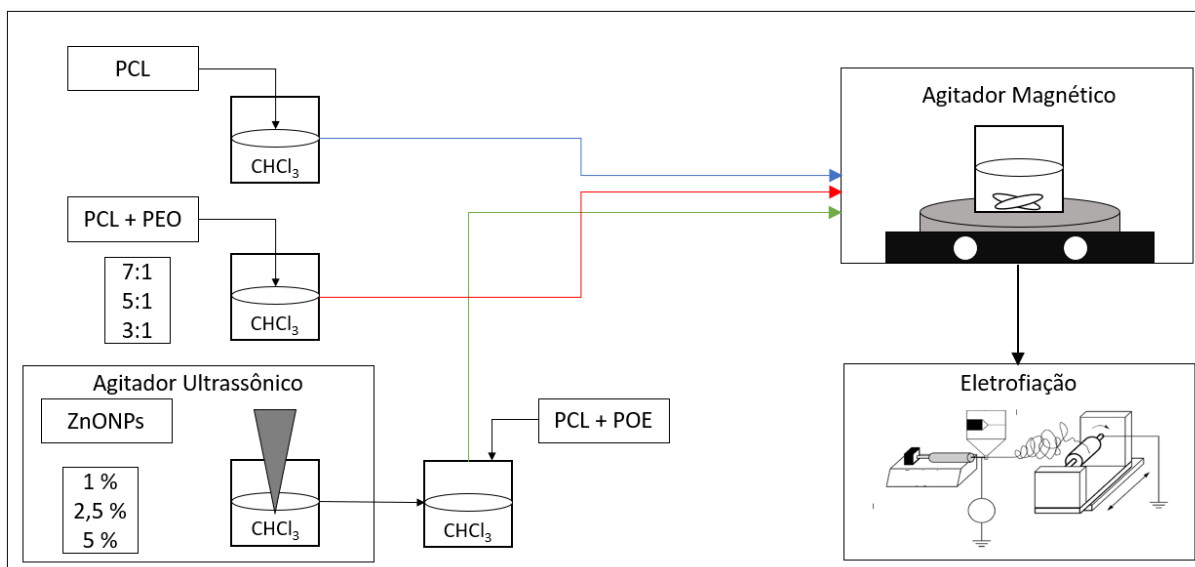 PCL
CHCl₃
PCL + PEO
7:1
5:1
3:1
CHCl₃
Agitador Ultrassônico
ZnONPs
1 %
2,5 %
5 %
CHCl₃
PCL + POE
CHCl₃
Agitador Magnético
Eletrofiação